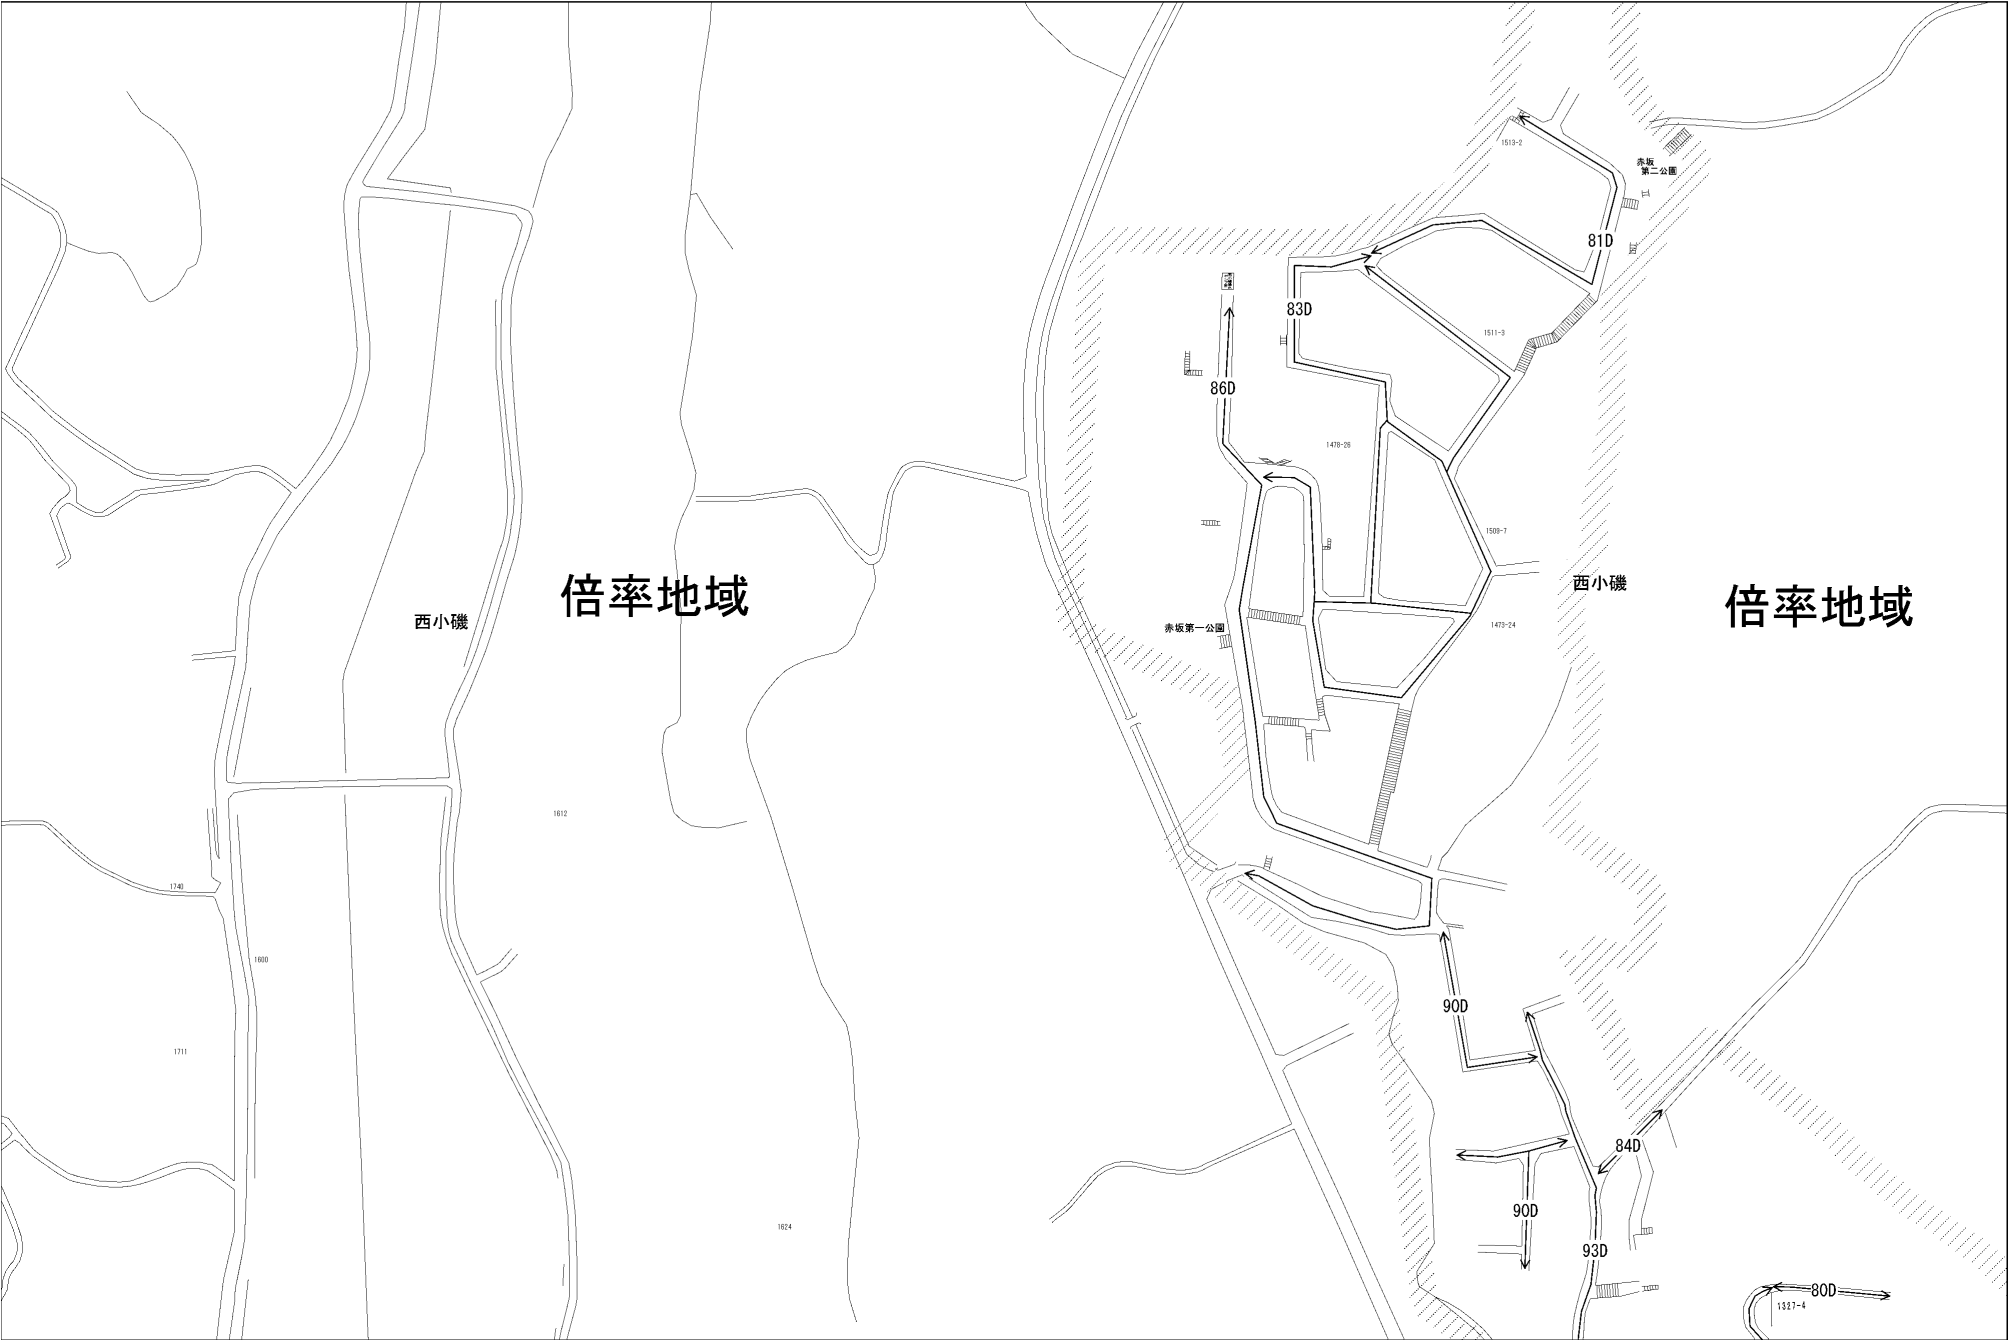 1513-2
赤坂
第二公園
81D
83D
1511-3
86D
1478-26
1509-7
倍率地域
西小磯
倍率地域
西小磯
赤坂第一公園
1473-24
1612
1740
1600
90D
1711
84D
90D
1624
93D
80D
1327-4